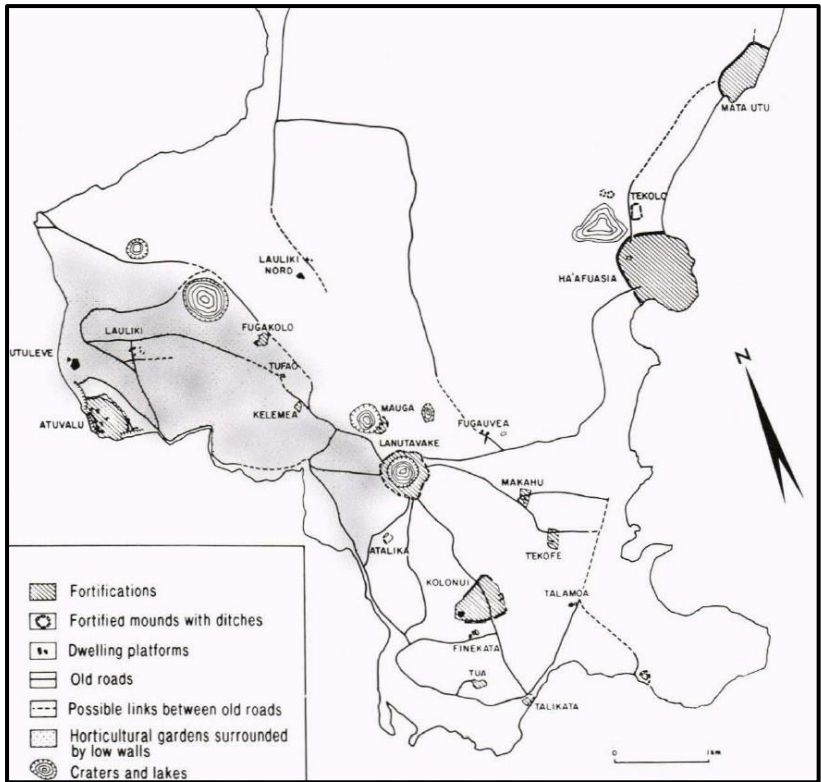 MATA UTU
TEKOLO
HA'AFUASIA
LAULIKI
NORD
LAULIKI
FUGAKOLO
UTULEVE
TUFAO
KELEMEA
MAUGA
FUGAUVEA
ATUVALU
LANUTAVAKE
MAKAHU
ATALIKA
TEKOFE
KOLONUI
TALAMOA
FINEKATA
TUA
TALIKATA
N
0 1km
Fortifications
Fortified mounds with ditches
Dwelling platforms
Old roads
Possible links between old roads
Horticultural gardens surrounded
by low walls
Craters and lakes